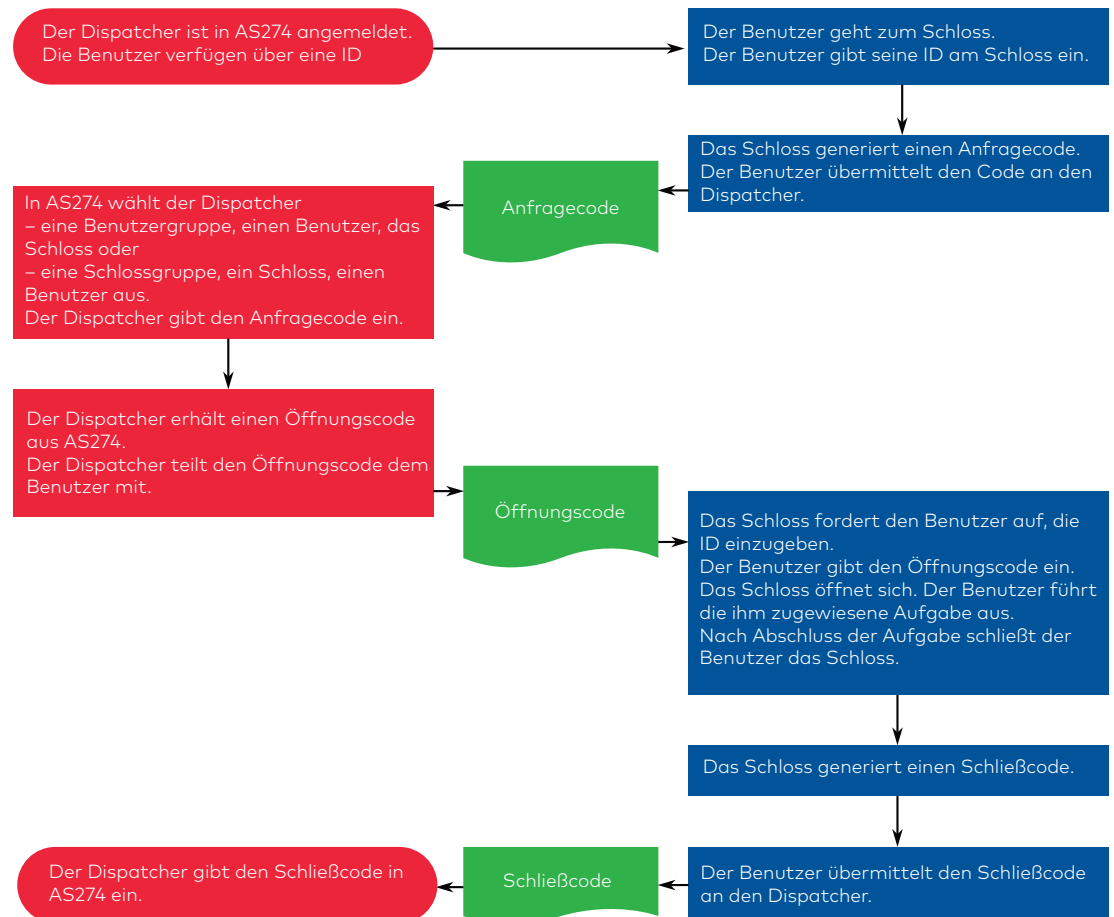 Der Dispatcher ist in AS274 angemeldet.
Die Benutzer verfügen über eine ID
Der Benutzer geht zum Schloss.
Der Benutzer gibt seine ID am Schloss ein.
Das Schloss generiert einen Anfragecode.
Der Benutzer übermittelt den Code an den
Dispatcher.
Anfragecode
In AS274 wählt der Dispatcher
– eine Benutzergruppe, einen Benutzer, das
Schloss oder
– eine Schlossgruppe, ein Schloss, einen
Benutzer aus.
Der Dispatcher gibt den Anfragecode ein.
Der Dispatcher erhält einen Öffnungscode
aus AS274.
Der Dispatcher teilt den Öffnungscode dem
Benutzer mit.
Öffnungscode
Das Schloss fordert den Benutzer auf, die
ID einzugeben.
Der Benutzer gibt den Öffnungscode ein.
Das Schloss öffnet sich. Der Benutzer führt
die ihm zugewiesene Aufgabe aus.
Nach Abschluss der Aufgabe schließt der
Benutzer das Schloss.
Das Schloss generiert einen Schließcode.
Der Benutzer übermittelt den Schließcode
an den Dispatcher.
Schließcode
Der Dispatcher gibt den Schließcode in
AS274 ein.